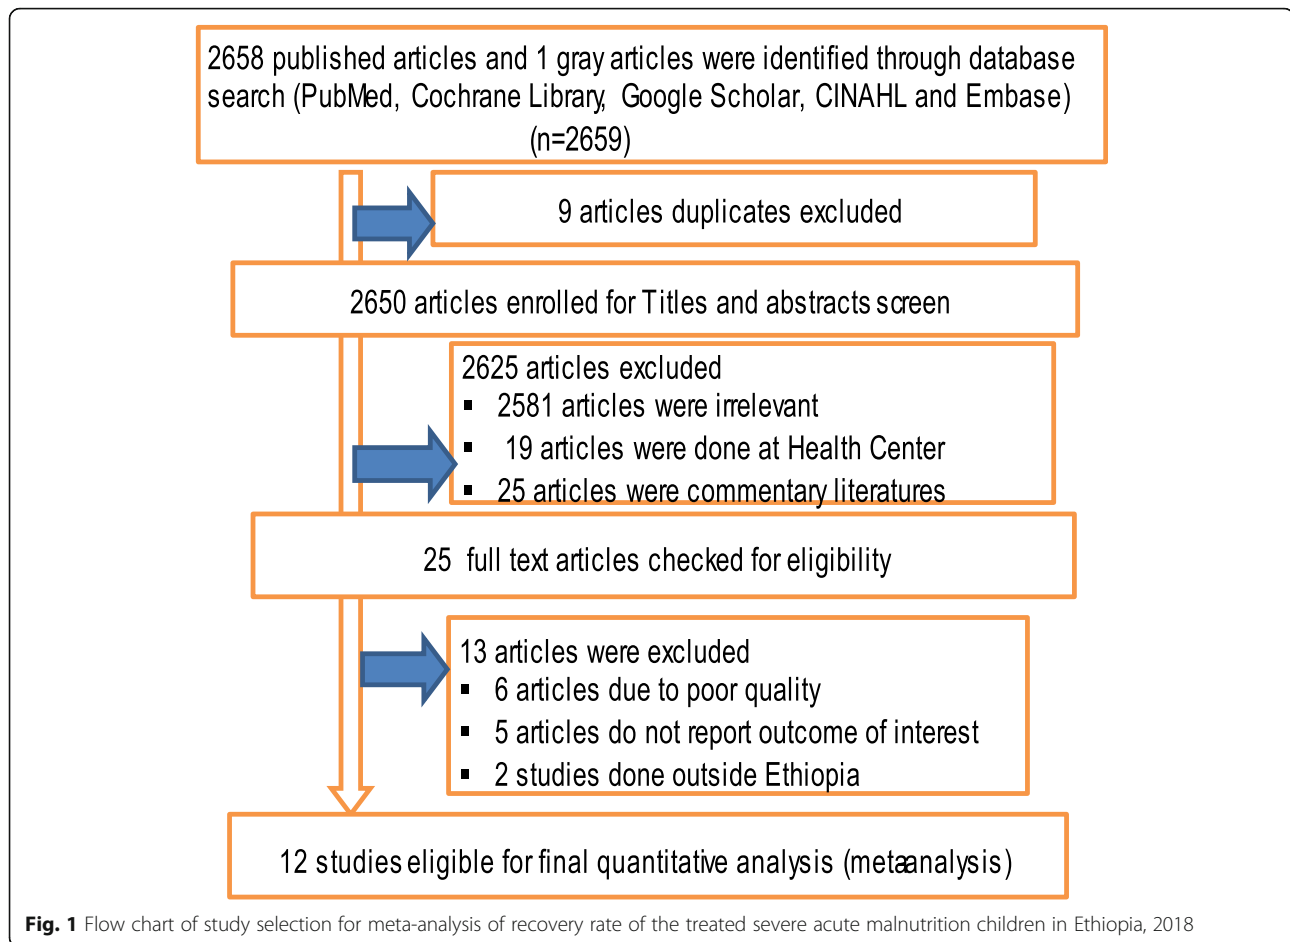 2658 published articles and 1 gray articles were identified through database
search (PubMed, Cochrane Library, Google Scholar, CINAHL and Embase)
(n=2659)
9 articles duplicates excluded
2650 articles enrolled for Titles and abstracts screen
2625 articles excluded
▪ 2581 articles were irrelevant
▪ 19 articles were done at Health Center
▪ 25 articles were commentary literatures
25 full text articles checked for eligibility
13 articles were excluded
▪ 6 articles due to poor quality
▪ 5 articles do not report outcome of interest
▪ 2 studies done outside Ethiopia
12 studies eligible for final quantitative analysis (meta-analysis)
Fig. 1 Flow chart of study selection for meta-analysis of recovery rate of the treated severe acute malnutrition children in Ethiopia, 2018